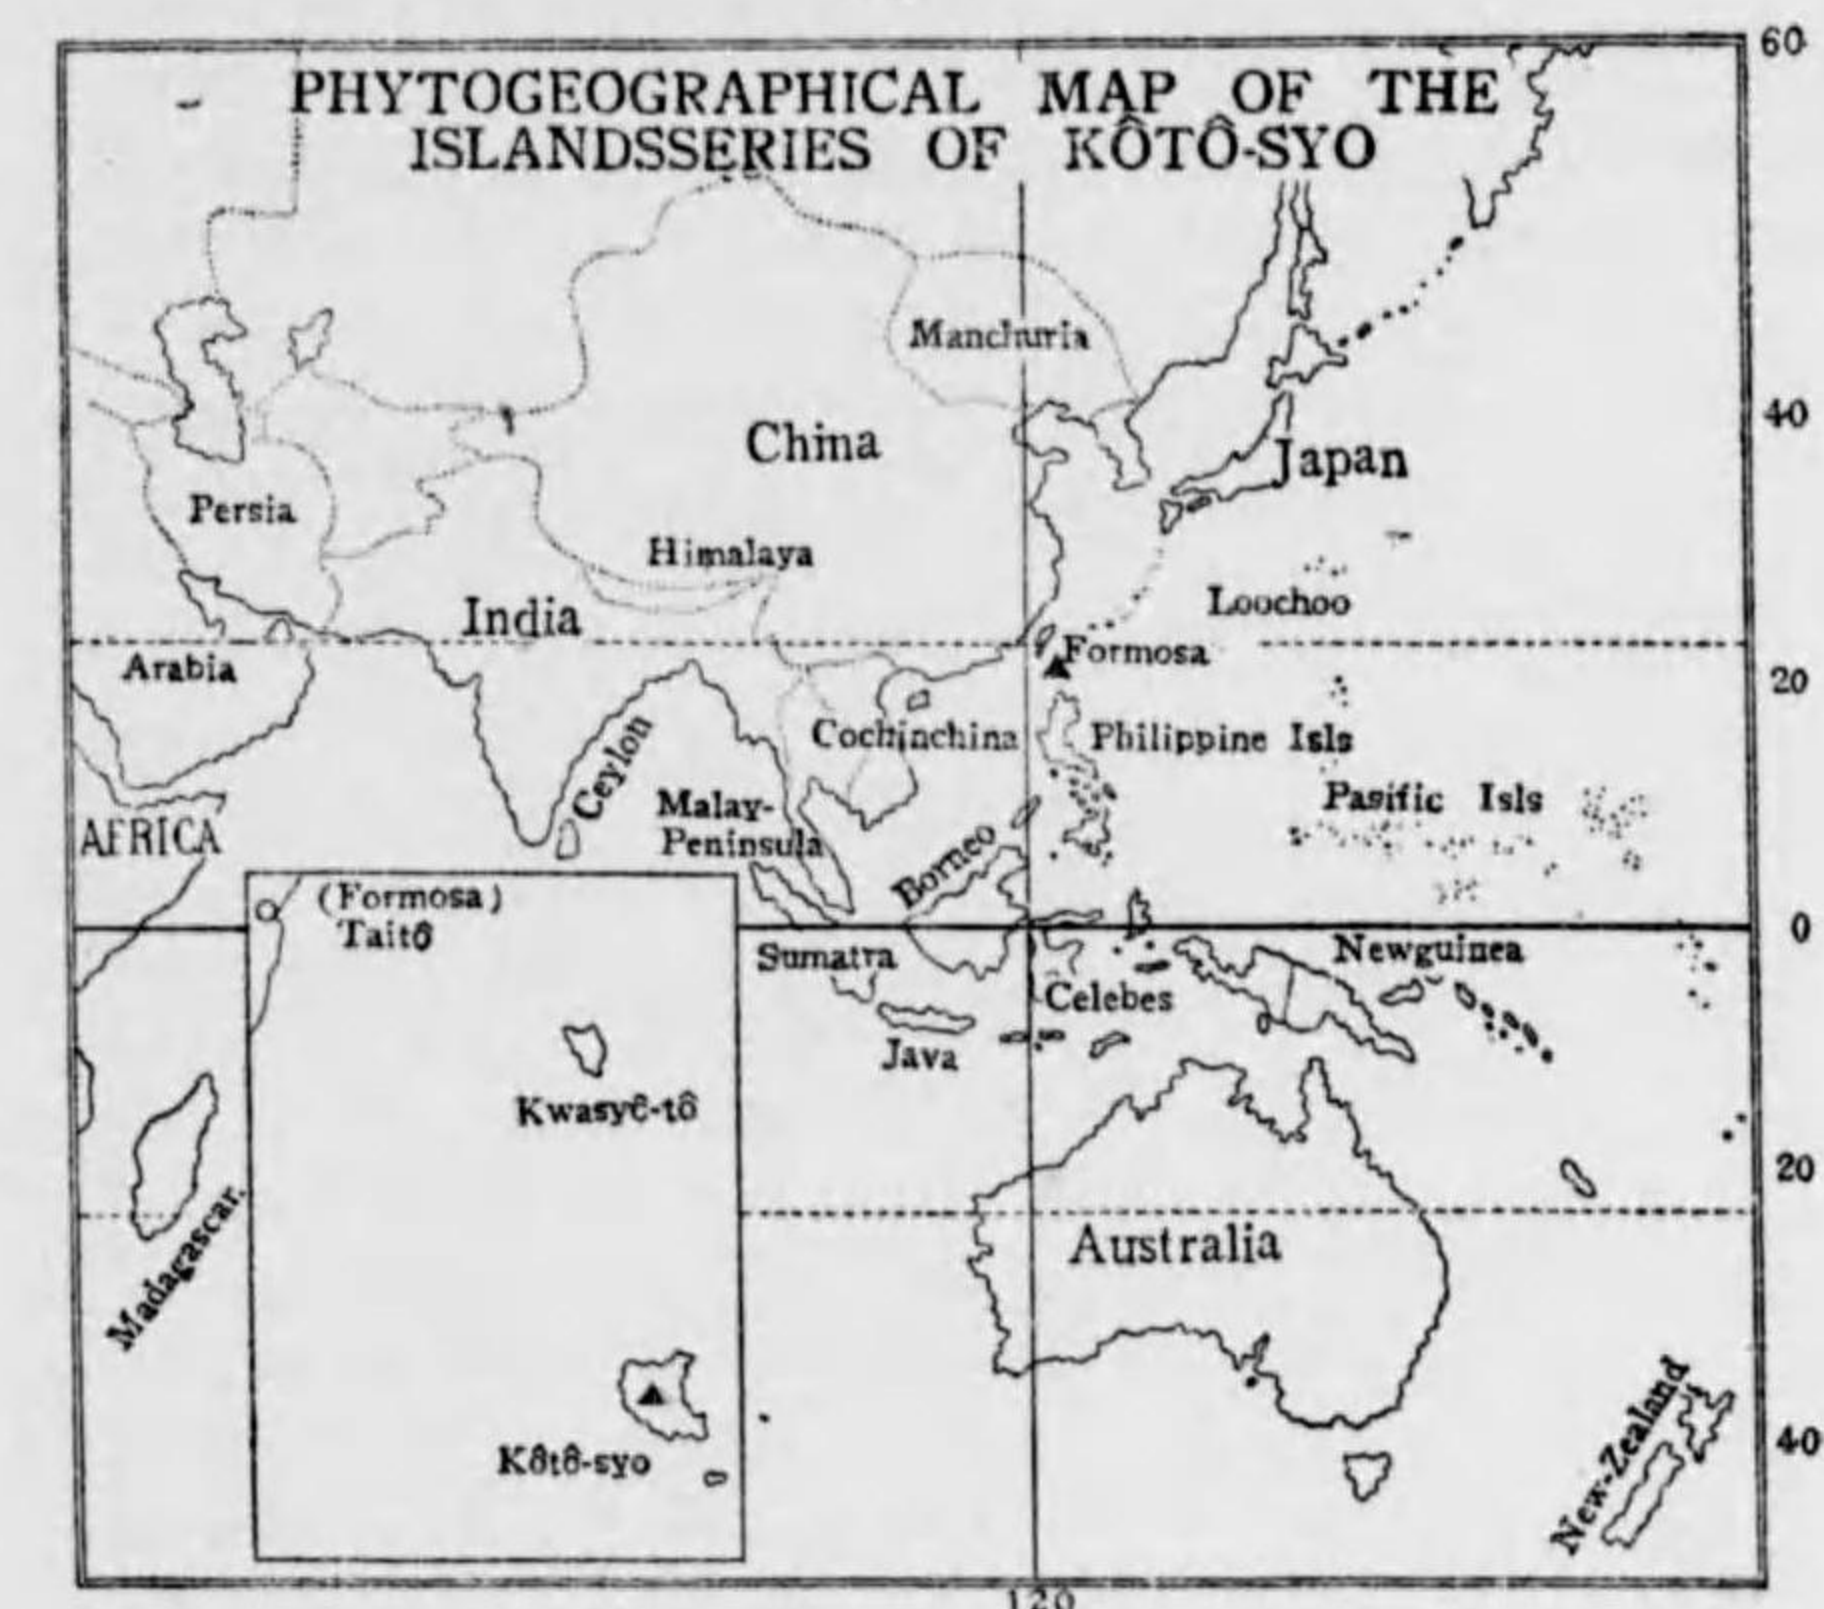 60
PHYTOGEOGRAPHICAL MAP OF THE
ISLANDSSERIES OF KÔTÔ-SYO
Manchuria
40
China
Japan
Persia
Himalaya
Loochoo
India
Formosa
Arabia
20
Cochinchina
Philippine Isls
Ceylon
Malay-
Peninsula
Pasific Isls
AFRICA
Borneo
(Formosa)
Taitô
0
Sumatra
Newguinea
Celebes
Java
Kwasyô-tô
20
Madagascar.
Australia
New-Zealand
40
Kôtô-syo
120